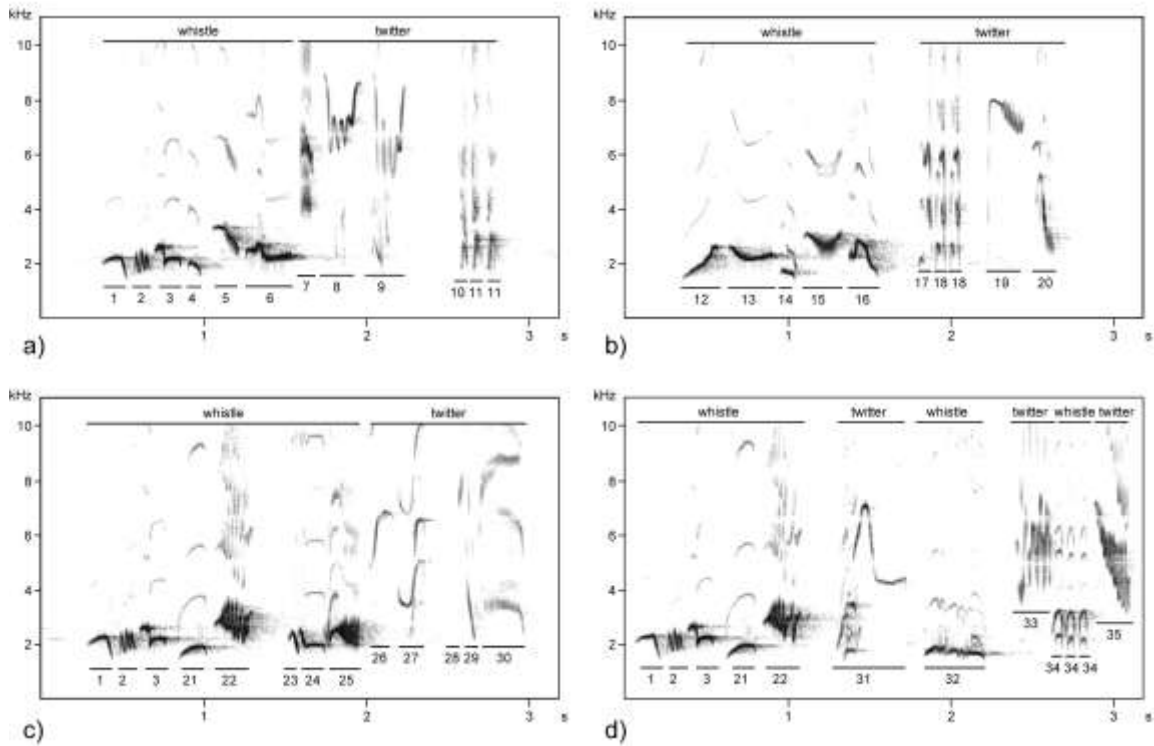 kHz
whistle twitter
10
8
6
4
2
1 2 3 4 5 6 7 8 9 10 11 11
1 2 3 s
a)
kHz
whistle twitter
10
8
6
4
2
12 13 14 15 16 17 18 18 19 20
1 2 3 s
b)
kHz
whistle twitter
10
8
6
4
2
1 2 3 21 22 23 24 25 26 27 28 29 30
1 2 3 s
c)
kHz
whistle twitter whistle twitter whistle twitter
10
8
6
4
2
1 2 3 21 22 31 32 33 34 34 34 35
1 2 3 s
d)